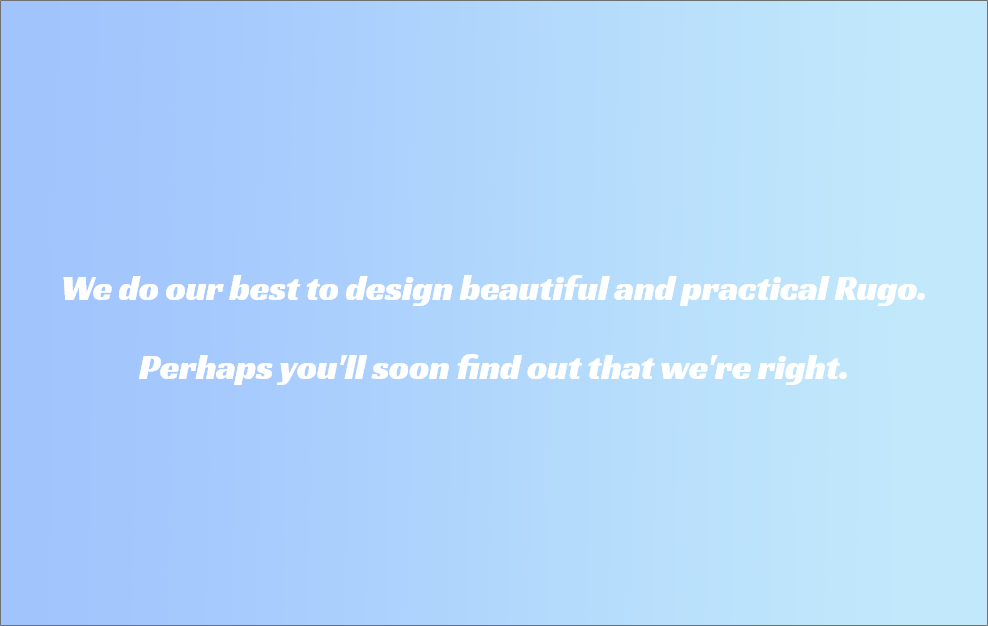 We do our best to design beautiful and practical Rugo.
Perhaps you'll soon find out that we're right.